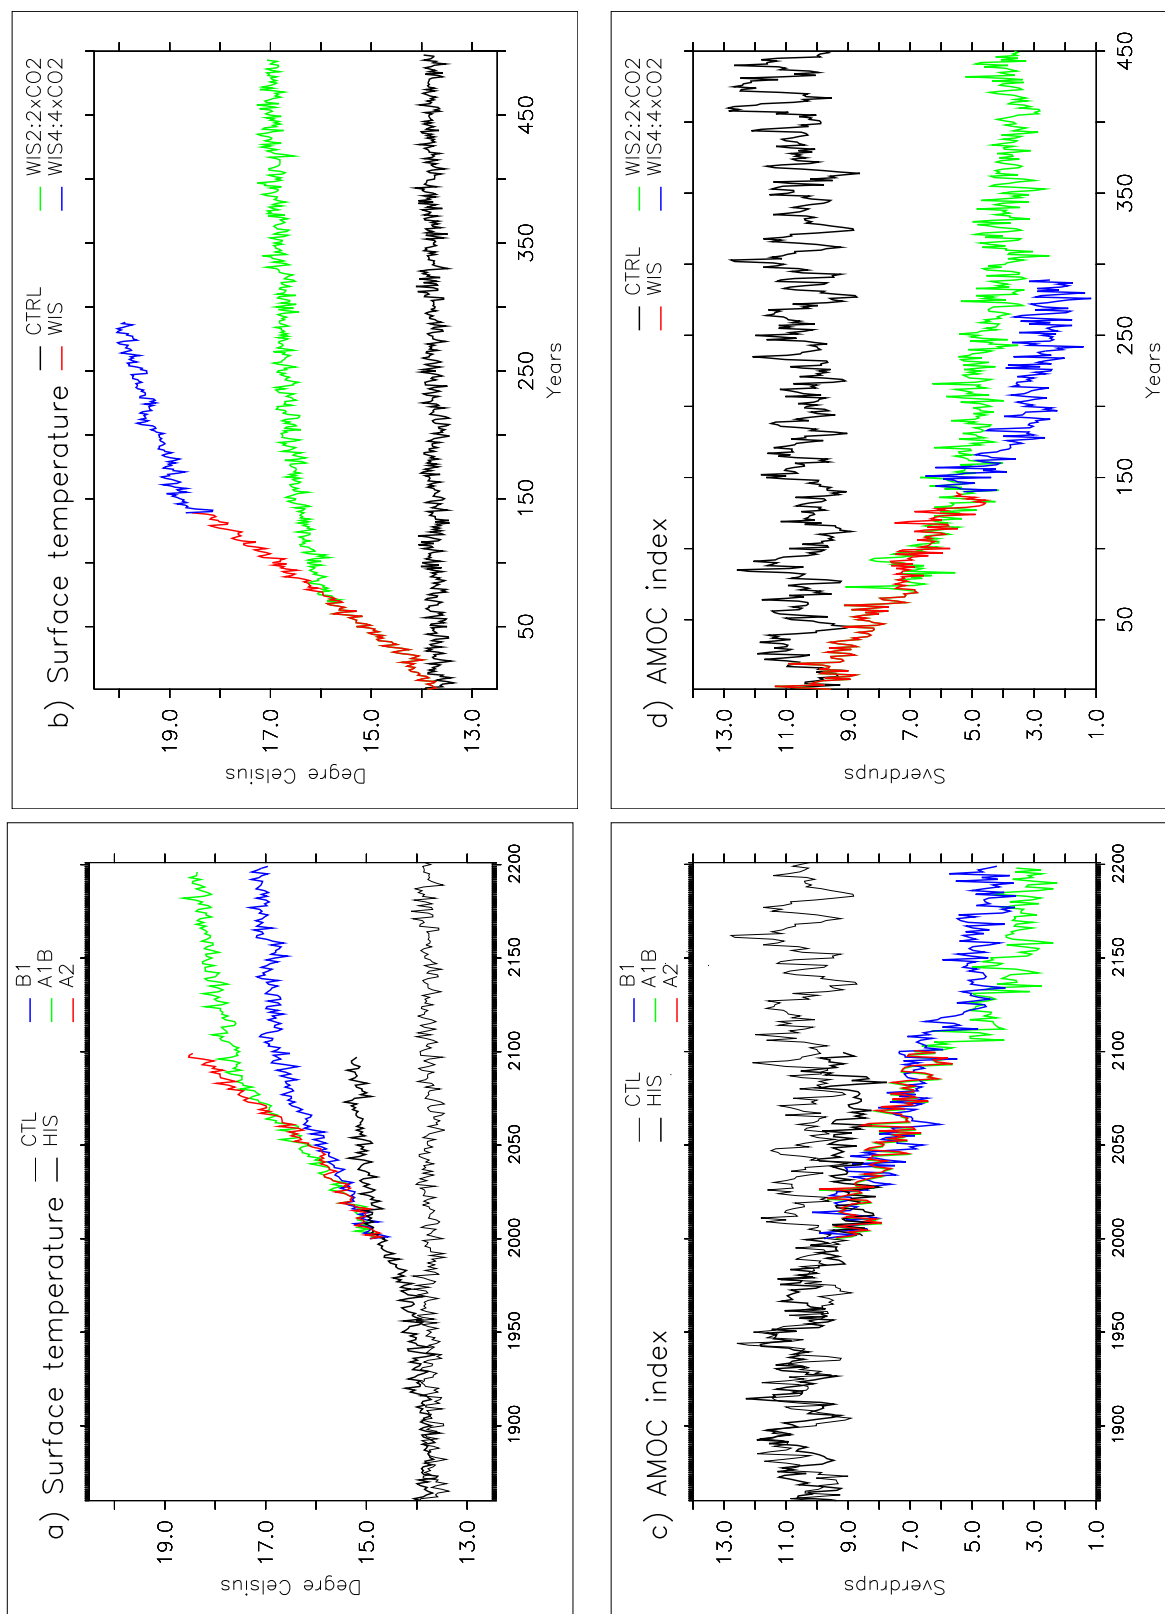 a) Surface temperature
CTL
HIS
B1
A1B
A2
Degre Celsius
19.0
17.0
15.0
13.0
1900
1950
2000
2050
2100
2150
2200
b) Surface temperature
CTRL
WIS
WIS2:2xCO2
WIS4:4xCO2
Degre Celsius
19.0
17.0
15.0
13.0
50
150
250
350
450
Years
c) AMOC index
CTL
HIS
B1
A1B
A2
Sverdrups
13.0
11.0
9.0
7.0
5.0
3.0
1.0
1900
1950
2000
2050
2100
2150
2200
d) AMOC index
CTRL
WIS
WIS2:2xCO2
WIS4:4xCO2
Sverdrups
13.0
11.0
9.0
7.0
5.0
3.0
1.0
50
150
250
350
450
Years